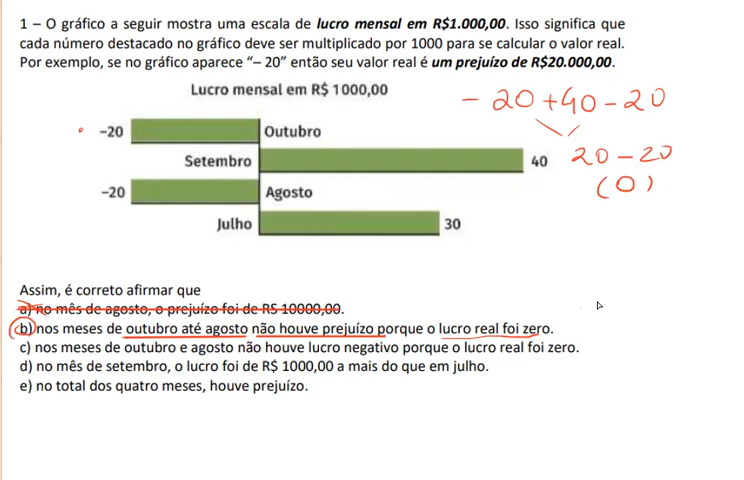 1 – O gráfico a seguir mostra uma escala de lucro mensal em R$1.000,00. Isso significa que
cada número destacado no gráfico deve ser multiplicado por 1000 para se calcular o valor real.
Por exemplo, se no gráfico aparece “– 20” então seu valor real é um prejuízo de R$20.000,00.
Lucro mensal em R$ 1000,00
- 20 +40 - 20
–20 Outubro
Setembro 40
20 - 20
–20 Agosto
(0)
Julho 30
Assim, é correto afirmar que
a) no mês de agosto, o prejuízo foi de R$ 10000,00.
b) nos meses de outubro até agosto não houve prejuízo porque o lucro real foi zero.
c) nos meses de outubro e agosto não houve lucro negativo porque o lucro real foi zero.
d) no mês de setembro, o lucro foi de R$ 1000,00 a mais do que em julho.
e) no total dos quatro meses, houve prejuízo.